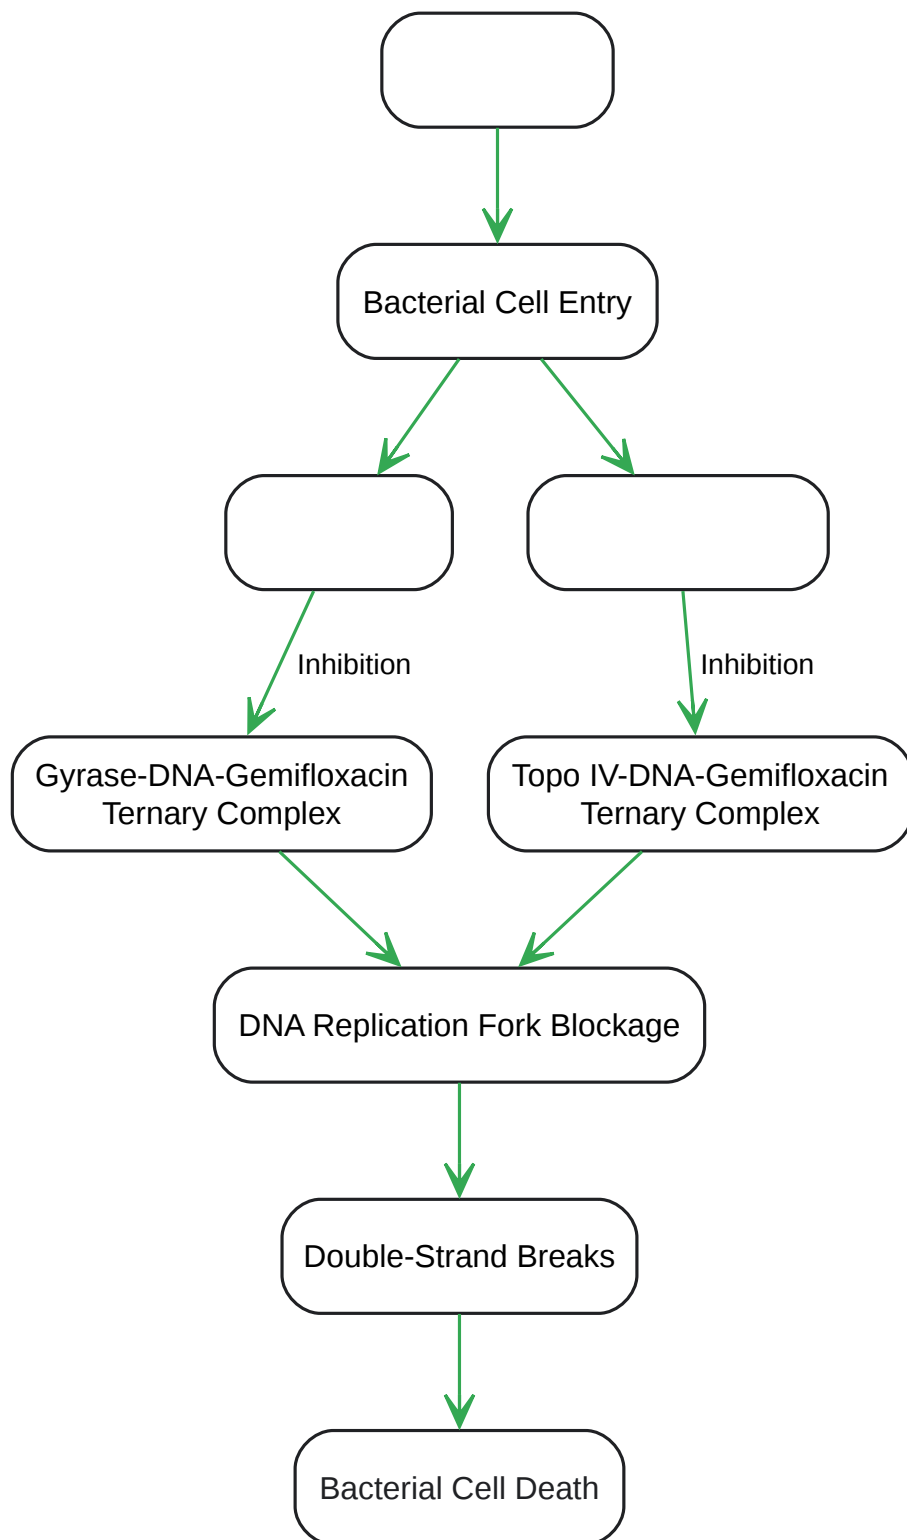 Bacterial Cell Entry
Inhibition
Inhibition
Gyrase-DNA-Gemifloxacin
Ternary Complex
Topo IV-DNA-Gemifloxacin
Ternary Complex
DNA Replication Fork Blockage
Double-Strand Breaks
Bacterial Cell Death